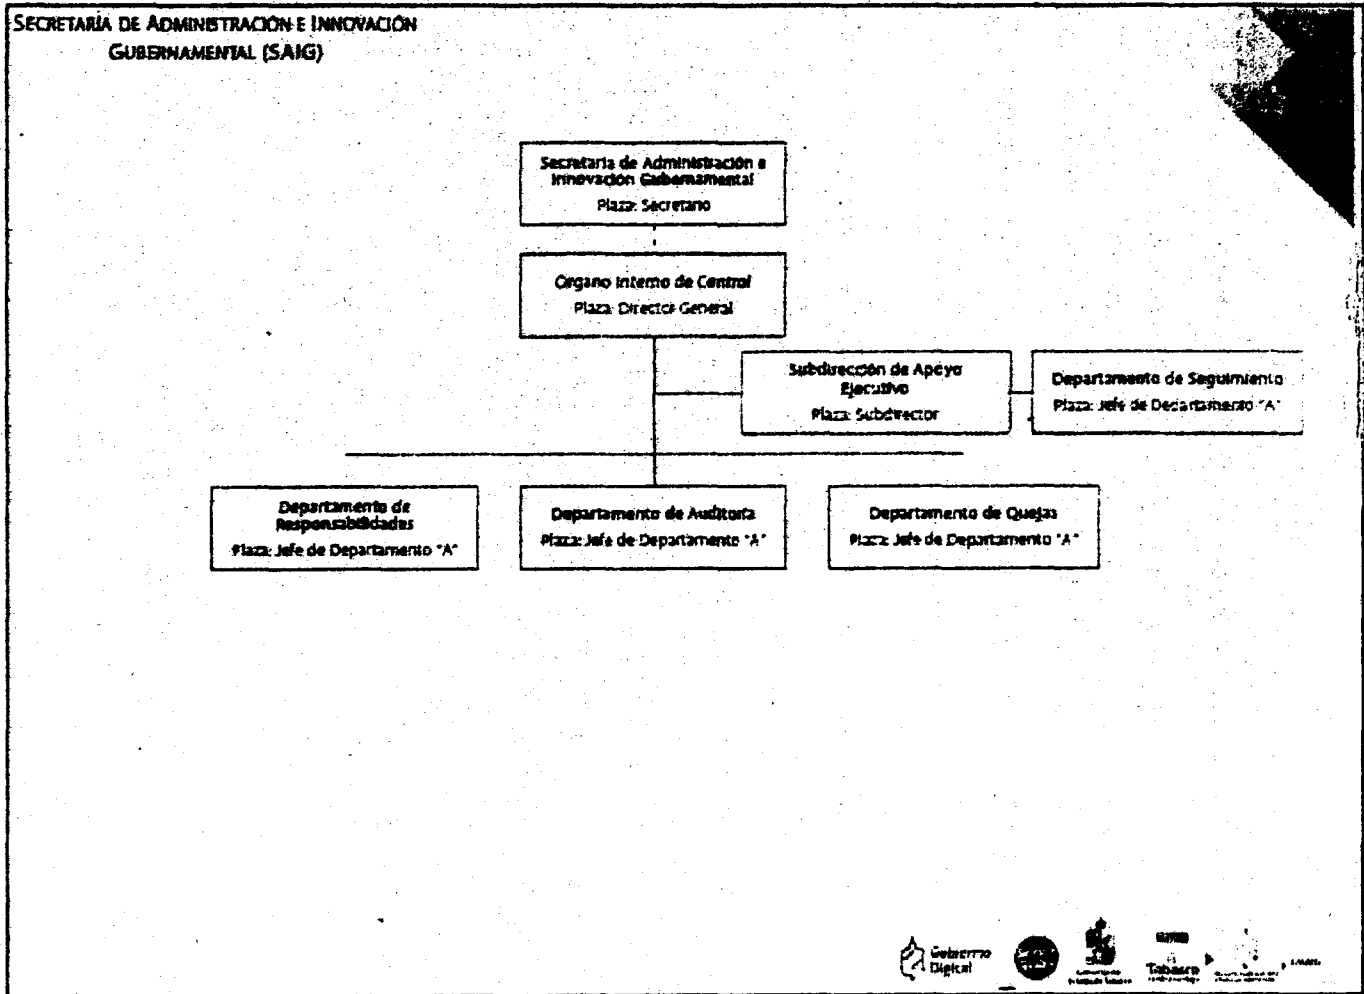 SECRETARÍA DE ADMINISTRACIÓN E INNOVACIÓN
GUBERNAMENTAL (SAIG)
Secretaría de Administración e
Innovación Gubernamental
Plaza: Secretario
Órgano Interno de Control
Plaza: Director General
Subdirección de Apoyo
Ejecutivo
Plaza: Subdirector
Departamento de Seguimiento
Plaza: Jefe de Departamento "A"
Departamento de
Responsabilidades
Plaza: Jefe de Departamento "A"
Departamento de Auditoría
Plaza: Jefe de Departamento "A"
Departamento de Quejas
Plaza: Jefe de Departamento "A"
Gobierno
Digital
Tabasco